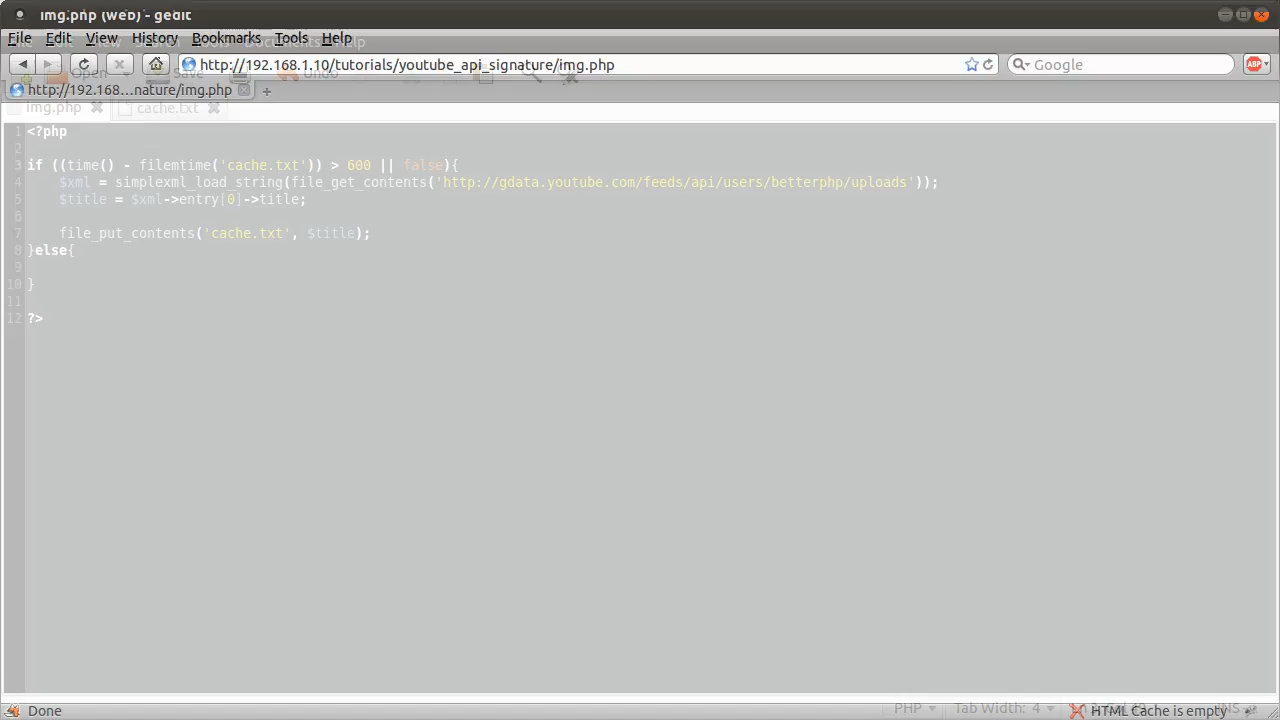 img.php (web) - gedit
File Edit View History Bookmarks Tools Help
http://192.168.1.10/tutorials/youtube_api_signature/img.php
Google
ABP
Open Save Undo
http://192.168...nature/img.php
img.php cache.txt
1 <?php
2
3 if ((time() - filemtime('cache.txt')) > 600 || false){
4 $xml = simplexml_load_string(file_get_contents('http://gdata.youtube.com/feeds/api/users/betterphp/uploads'));
5 $title = $xml->entry[0]->title;
6
7 file_put_contents('cache.txt', $title);
8 }else{
9
10 }
11
12 ?>
PHP Tab Width: 4
Done HTML Cache is empty